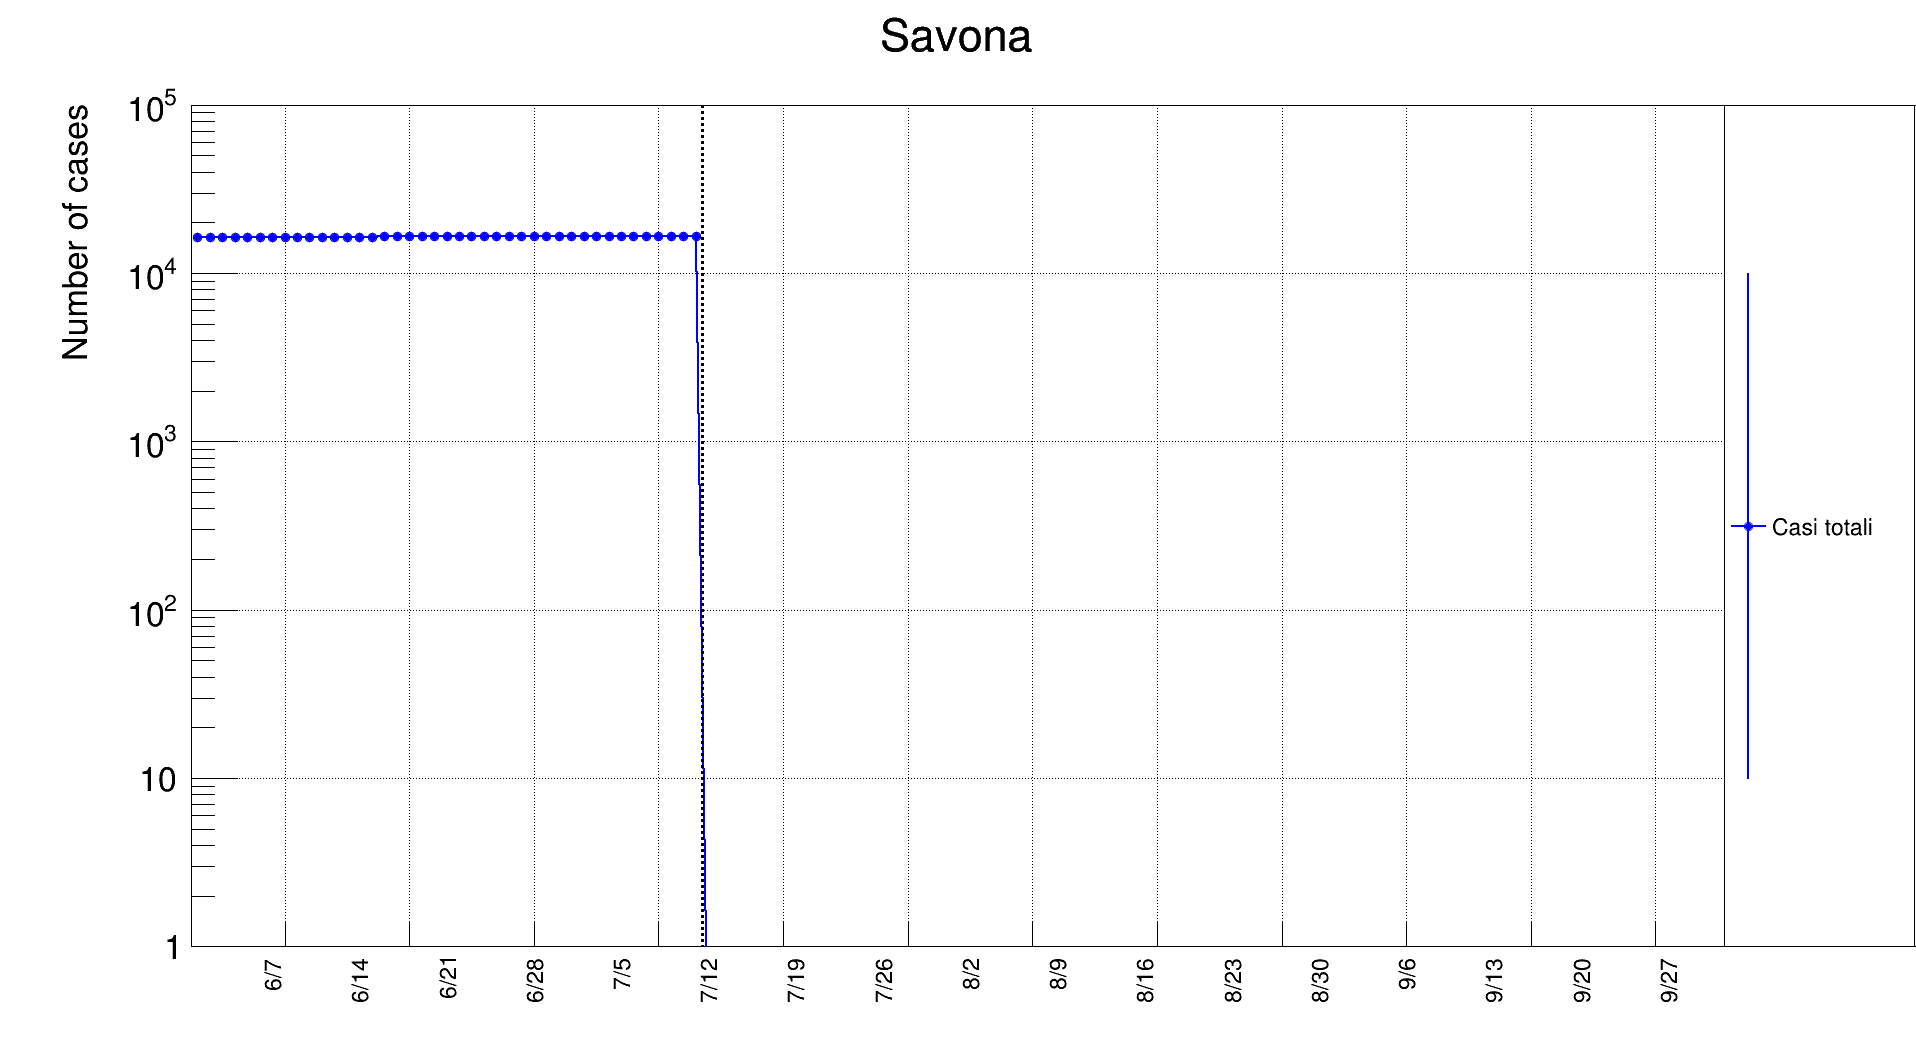 Savona
Number of cases
10^5
10^4
10^3
10^2
10
1
6/7 6/14 6/21 6/28 7/5 7/12 7/19 7/26 8/2 8/9 8/16 8/23 8/30 9/6 9/13 9/20 9/27
Casi totali